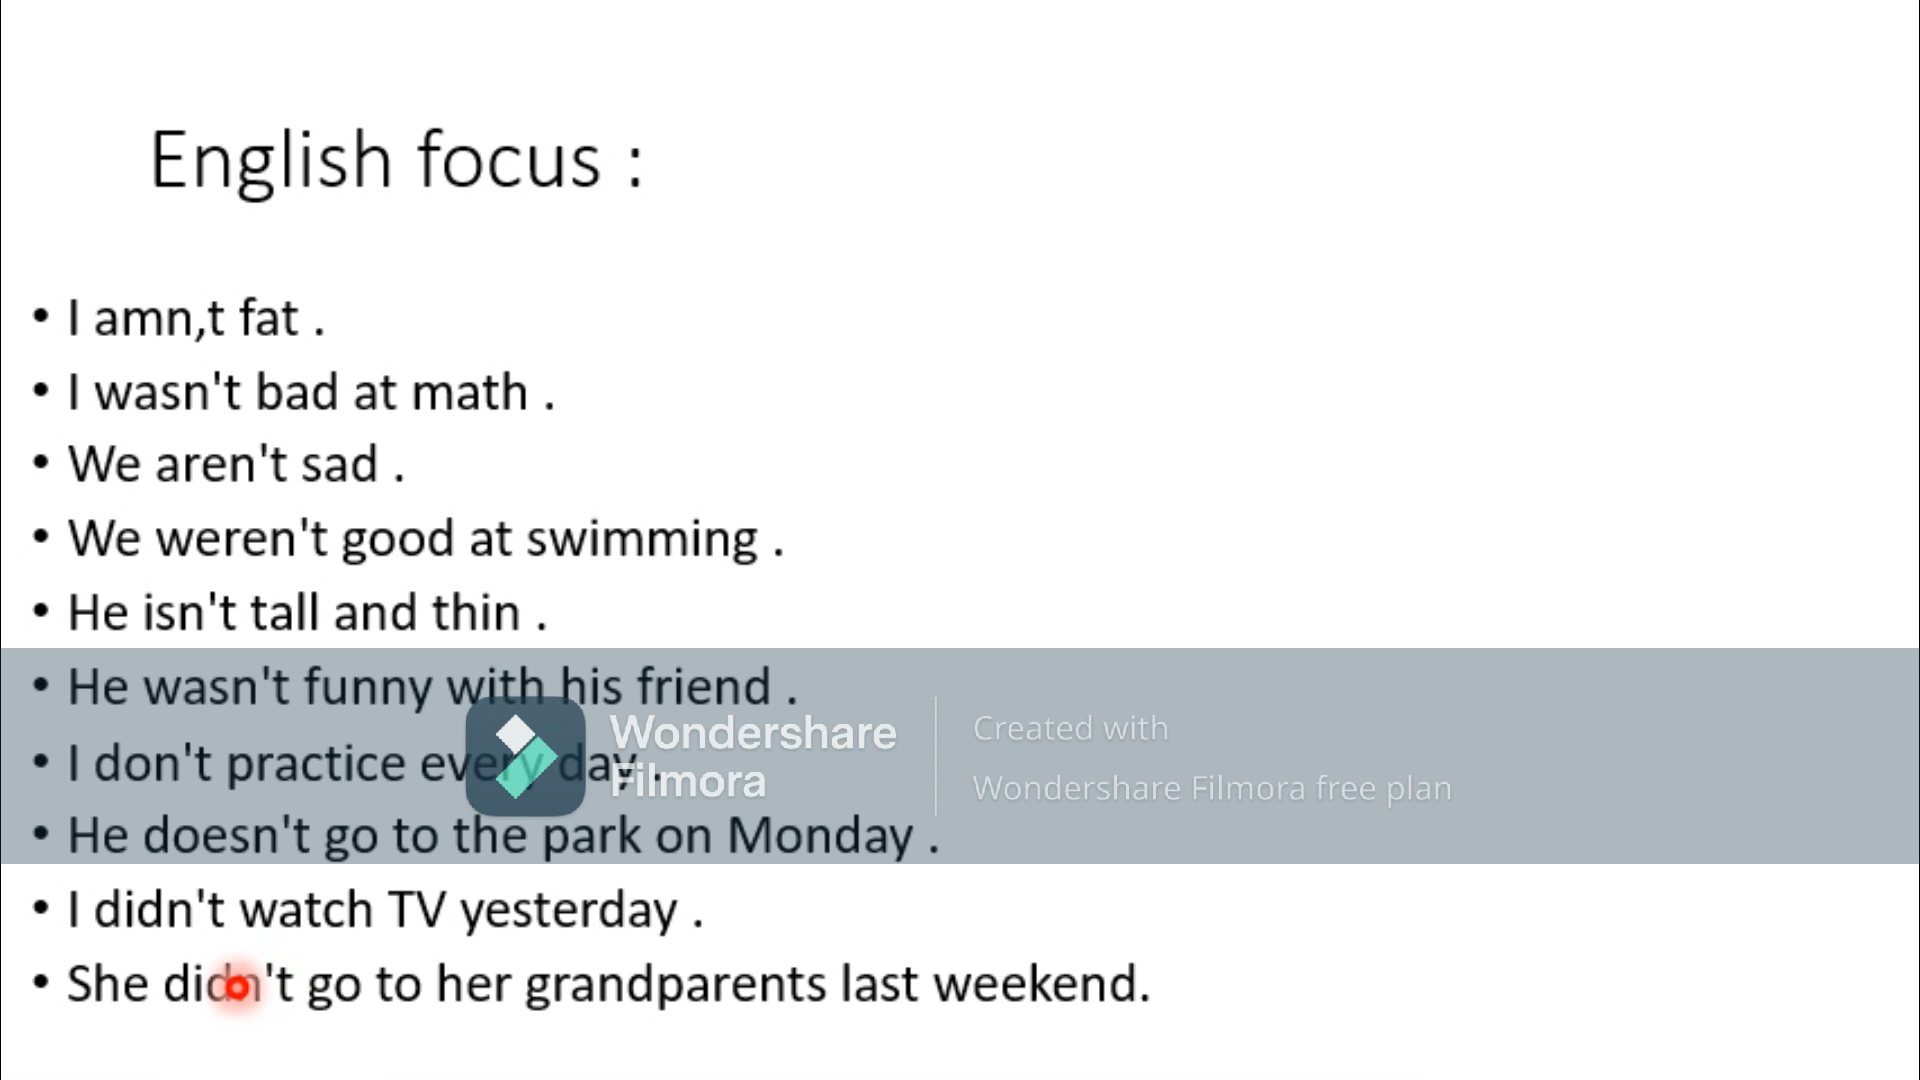 English focus :
• I amn,t fat .
• I wasn't bad at math .
• We aren't sad .
• We weren't good at swimming .
• He isn't tall and thin .
• He wasn't funny with his friend .
• I don't practice every day .
• He doesn't go to the park on Monday .
• I didn't watch TV yesterday .
• She didn't go to her grandparents last weekend.
Wondershare
Filmora
Created with
Wondershare Filmora free plan